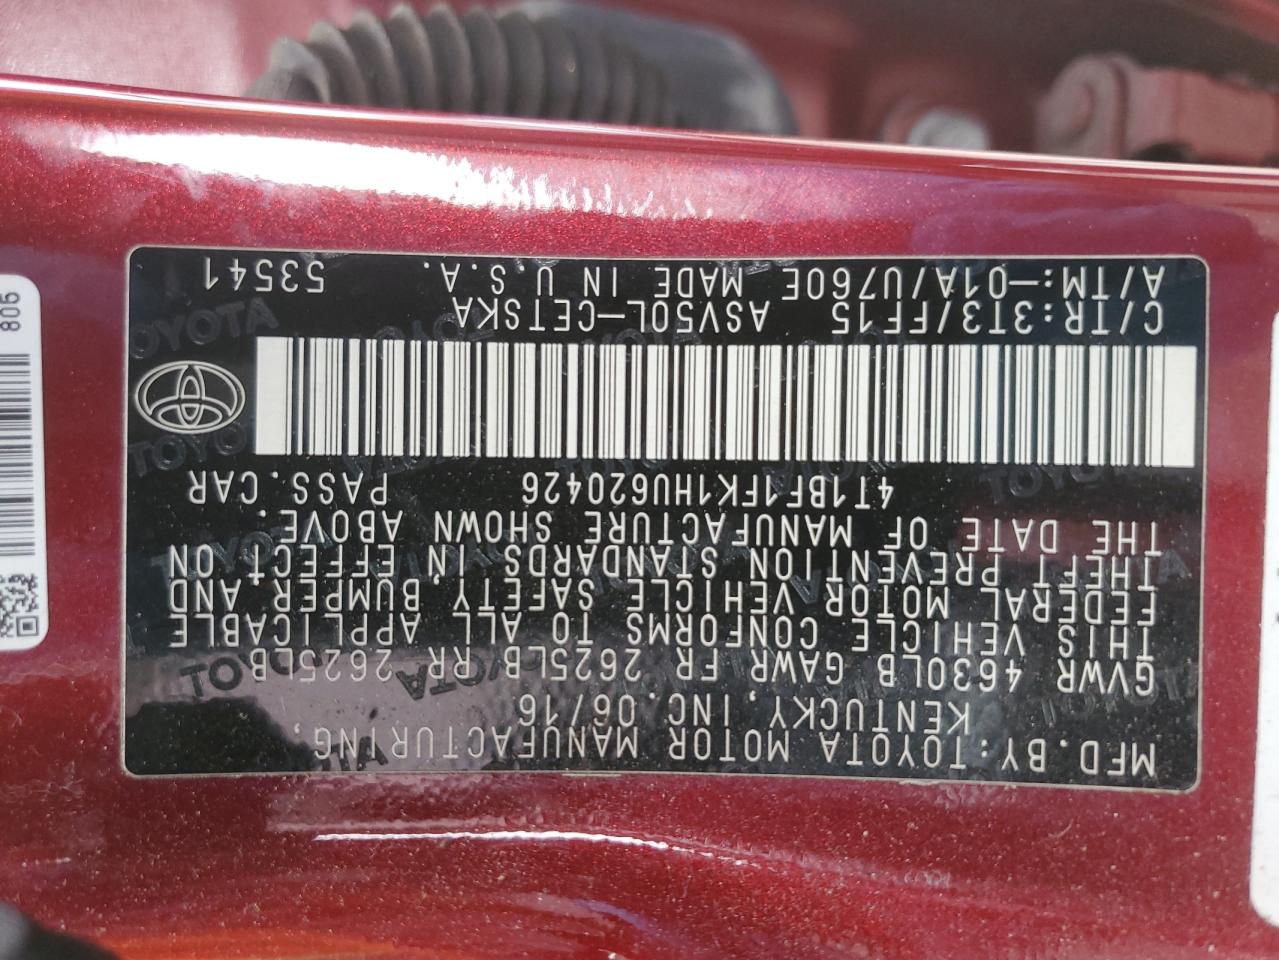 MFD. BY: TOYOTA MOTOR MANUFACTURING,
KENTUCKY, INC. 06/16
GVWR 4630LB GAWR FR 2625LB RR 2625LB
THIS VEHICLE CONFORMS TO ALL APPLICABLE
FEDERAL MOTOR VEHICLE SAFETY, BUMPER, AND
THEFT PREVENTION STANDARDS IN EFFECT ON
THE DATE OF MANUFACTURE SHOWN ABOVE.
4T1BF1FK1HU620426 PASS. CAR
C/TR: 3T3/FF15 ASV50L-CETSKA
A/TM: -01A/U760E MADE IN U.S.A. 53541
806